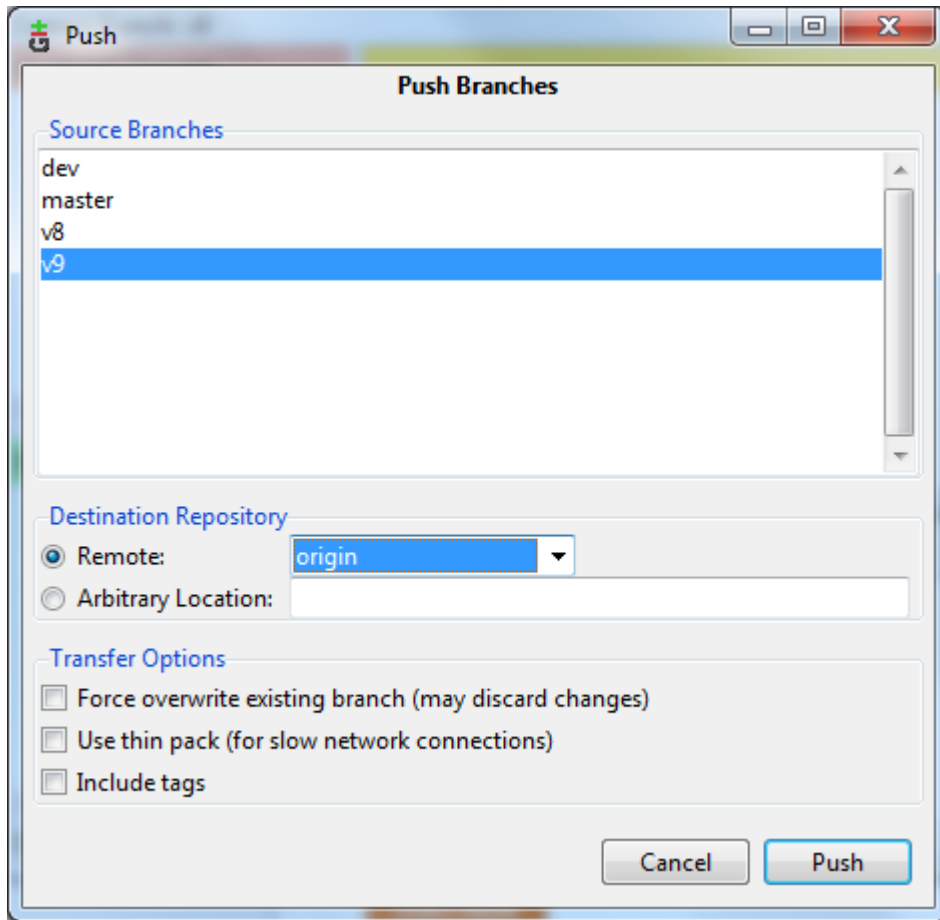 Push
Push Branches
Source Branches
dev
master
v8
v9
Destination Repository
Remote: origin
Arbitrary Location:
Transfer Options
Force overwrite existing branch (may discard changes)
Use thin pack (for slow network connections)
Include tags
Cancel Push